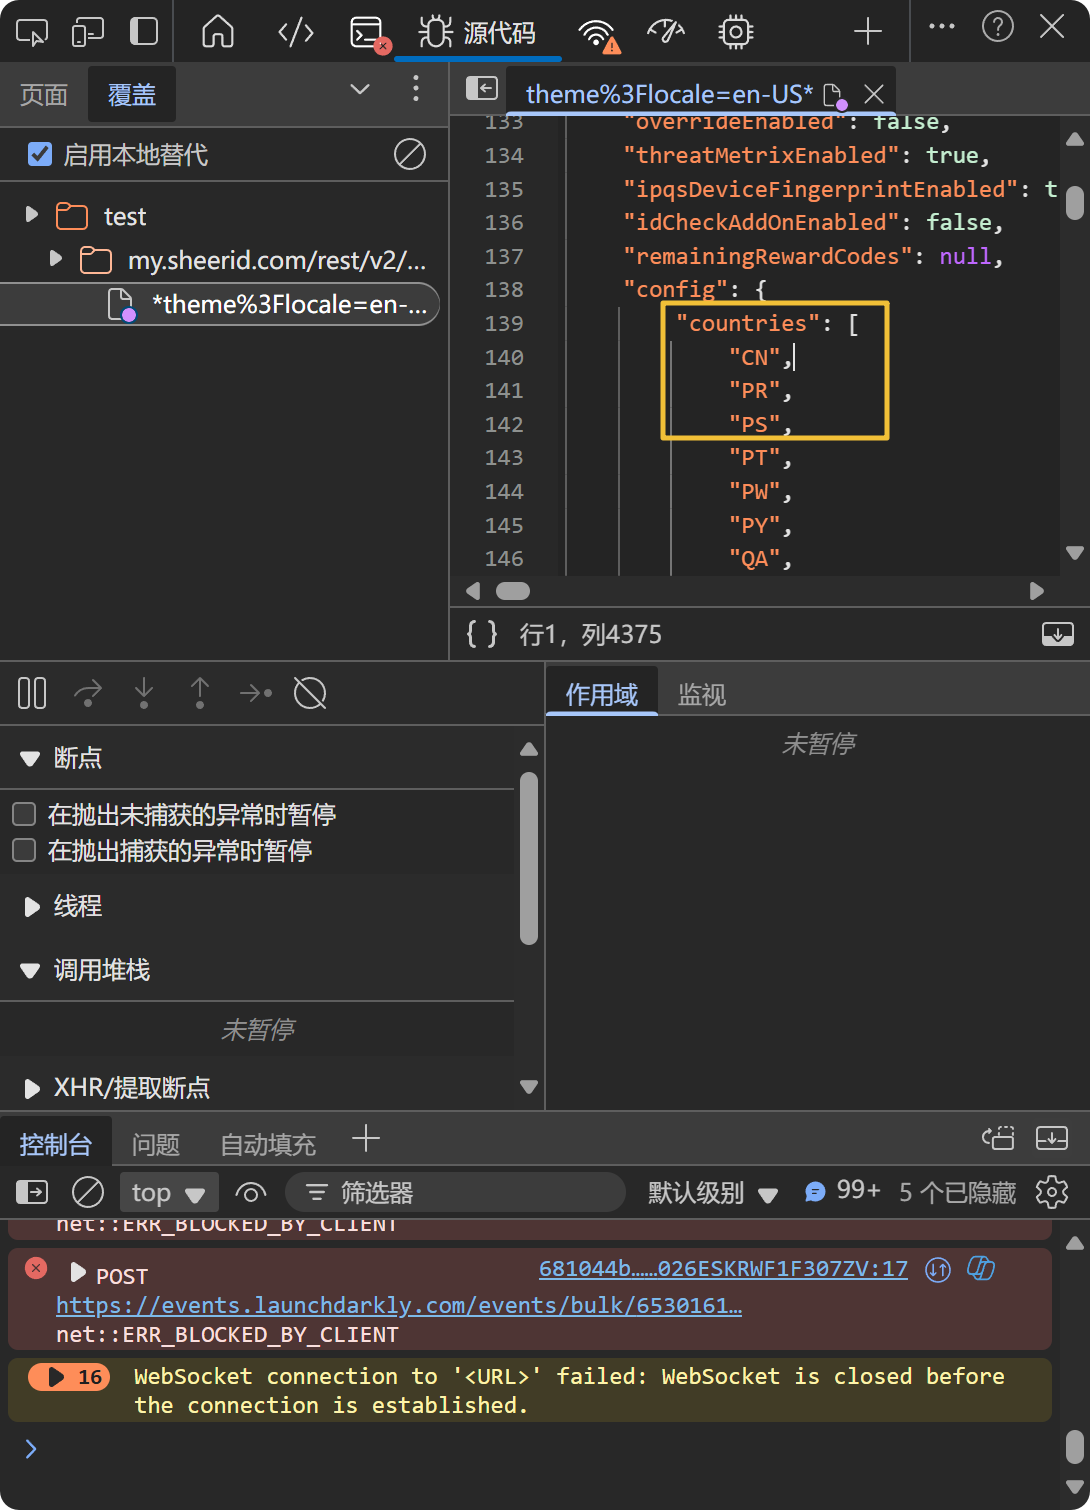 源代码
页面
覆盖
启用本地替代
test
my.sheerid.com/rest/v2/...
*theme%3Flocale=en-...
theme%3Flocale=en-US*
133 "overrideEnabled": false,
134 "threatMetrixEnabled": true,
135 "ipqsDeviceFingerprintEnabled": t
136 "idCheckAddOnEnabled": false,
137 "remainingRewardCodes": null,
138 "config": {
139 "countries": [
140 "CN",
141 "PR",
142 "PS",
143 "PT",
144 "PW",
145 "PY",
146 "QA",
{ } 行1，列4375
断点
在抛出未捕获的异常时暂停
在抛出捕获的异常时暂停
线程
调用堆栈
未暂停
XHR/提取断点
作用域
监视
未暂停
控制台
问题
自动填充
top
筛选器
默认级别
99+
5 个已隐藏
net::ERR_BLOCKED_BY_CLIENT
POST 681044b……026ESKRWF1F307ZV:17
https://events.launchdarkly.com/events/bulk/6530161…
net::ERR_BLOCKED_BY_CLIENT
16 WebSocket connection to '<URL>' failed: WebSocket is closed before
the connection is established.